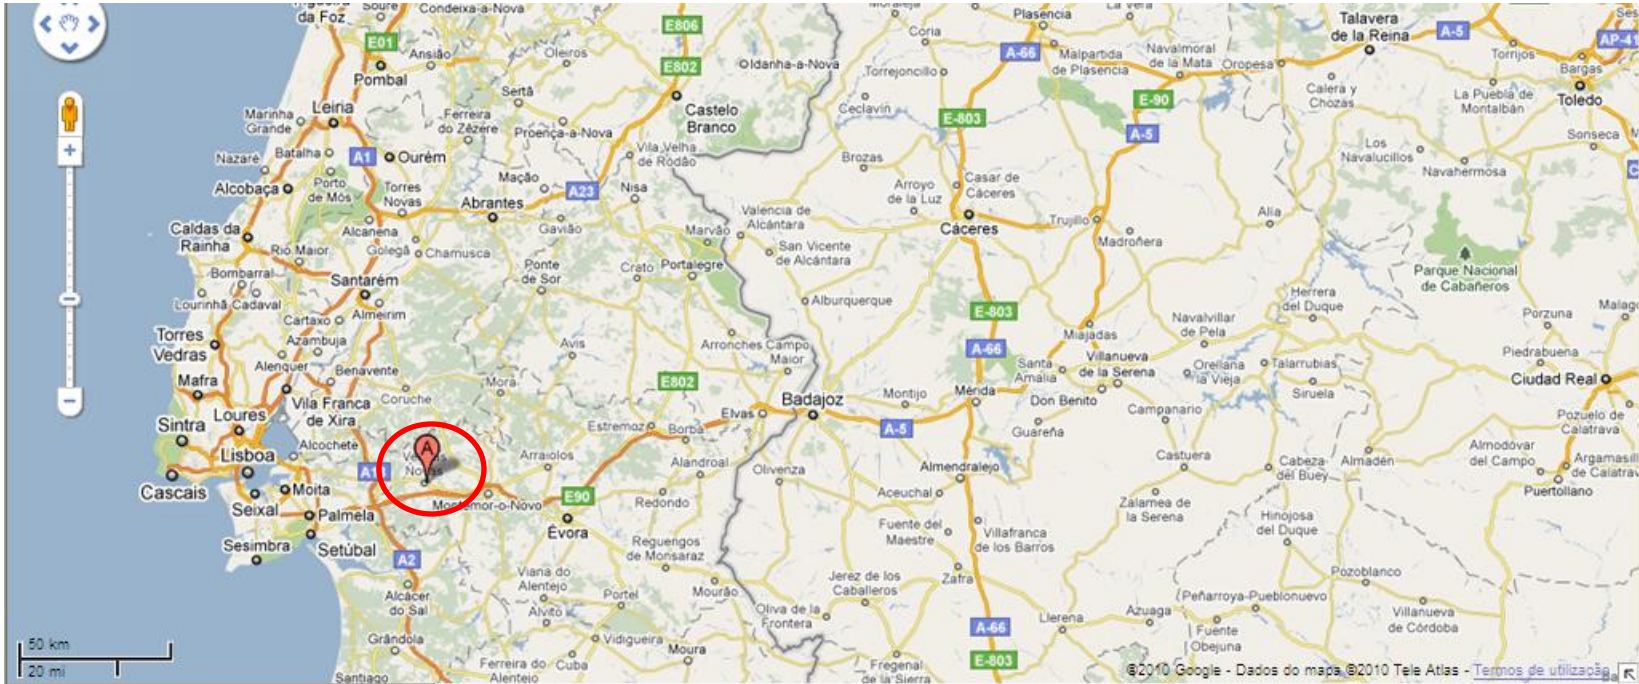 da Foz
Soure
Condeixa-a-Nova
E806
Coria
Plasencia
La Vera
Talavera
de la Reina
A-5
E01
Ansião
Oleiros
E802
Idanha-a-Nova
A-66
Malpartida
de Plasencia
Navalmoral
de la Mata
Oropesa
Torrijos
AP-41
Pombal
Torrejoncillo
Bargas
Sertã
Castelo
Branco
Ceclavín
E-803
E-90
A-5
Calera y
Chozas
La Puebla de
Montalbán
Toledo
Leiria
Marinha
Grande
Ferreira
do Zêzere
Proença-a-Nova
Sonseca
Nazaré
Batalha
A1
Ourém
Vila Velha
de Ródão
Brozas
Los
Navalucillos
Navahermosa
Alcobaça
Porto
de Mós
Torres
Novas
Mação
A23
Nisa
Arroyo
de la Luz
Casar de
Cáceres
Abrantes
Valencia de
Alcántara
Cáceres
Trujillo
Alía
Caldas da
Rainha
Alcanena
Gavião
Marvão
Madroñera
Rio Maior
Golegã
Chamusca
San Vicente
de Alcántara
Bombarral
Santarém
Ponte
de Sor
Crato
Portalegre
Parque Nacional
de Cabañeros
Lourinhã
Cadaval
Cartaxo
Almeirim
Alburquerque
E-803
Herrera
del Duque
Torres
Vedras
Azambuja
Avis
Arronches
Campo
Maior
Miajadas
Navalvillar
de Pela
Porzuna
Alenquer
Benavente
A-66
Santa
Amalia
Villanueva
de la Serena
Orellana
la Vieja
Talarrubias
Piedrabuena
Mafra
Coruche
Mora
E802
Siruela
Ciudad Real
Vila Franca
de Xira
Badajoz
Montijo
Mérida
Don Benito
Campanario
Loures
Sintra
Estremoz
Borba
Elvas
A-5
Guareña
Pozuelo de
Calatrava
Lisboa
Alcochete
A
Arraiolos
Alandroal
Olivenza
Almendralejo
Castuera
Cabeza
del Buey
Almadén
Almodóvar
del Campo
Cascais
Moita
Novas
Montemor-o-Novo
E90
Redondo
Aceuchal
Zalamea de
la Serena
Puertollano
Seixal
Palmela
Évora
Fuente del
Maestre
Villafranca
de los Barros
Hinojosa
del Duque
Sesimbra
Setúbal
A2
Reguengos
de Monsaraz
Viana do
Alentejo
Portel
Mourão
Jerez de los
Caballeros
Zafra
Pozoblanco
Alcácer
do Sal
Alvito
Oliva de la
Frontera
Llerena
Azuaga
Peñarroya-Pueblonuevo
Villanueva
de Córdoba
50 km
20 mi
Grândola
Vidigueira
Moura
A-66
Fuente
Obejuna
Santiago
Ferreira do
Alentejo
Cuba
Fregenal
de la Sierra
E-803
©2010 Google - Dados do mapa ©2010 Tele Atlas - Termos de utilização